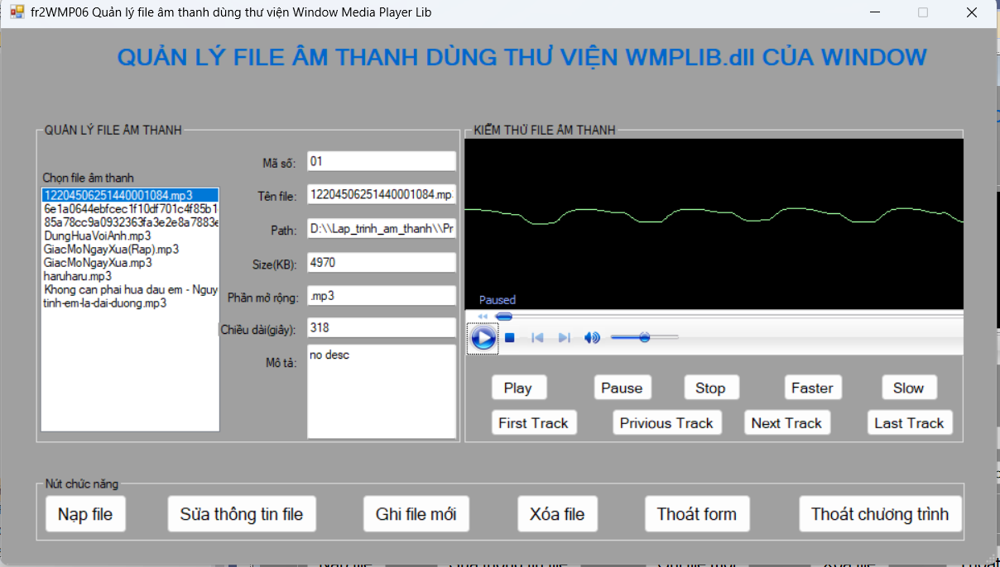 fr2WMP06 Quản lý file âm thanh dùng thư viện Window Media Player Lib
QUẢN LÝ FILE ÂM THANH DÙNG THƯ VIỆN WMPLIB.dll CỦA WINDOW
QUẢN LÝ FILE ÂM THANH
Chọn file âm thanh
12204506251440001084.mp3
6e1a0644ebfcec1f10df701c4f85b1
85a78cc9a0932363fa3e2e8a7883e
DungHuaVoiAnh.mp3
GiacMoNgayXua(Rap).mp3
GiacMoNgayXua.mp3
haruharu.mp3
Khong can phai hua dau em - Nguy
tinh-em-la-dai-duong.mp3
Mã số: 01
Tên file: 12204506251440001084.mp
Path: D:\\Lap_trinh_am_thanh\\Pr
Size(KB): 4970
Phần mở rộng: .mp3
Chiều dài(giây): 318
Mô tả: no desc
KIỂM THỬ FILE ÂM THANH
Paused
Play Pause Stop Faster Slow
First Track Privious Track Next Track Last Track
Nút chức năng
Nạp file Sửa thông tin file Ghi file mới Xóa file Thoát form Thoát chương trình